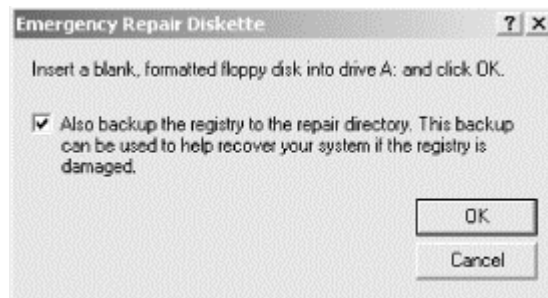 Emergency Repair Diskette
Insert a blank, formatted floppy disk into drive A: and click OK.
Also backup the registry to the repair directory. This backup
can be used to help recover your system if the registry is
damaged.
OK
Cancel